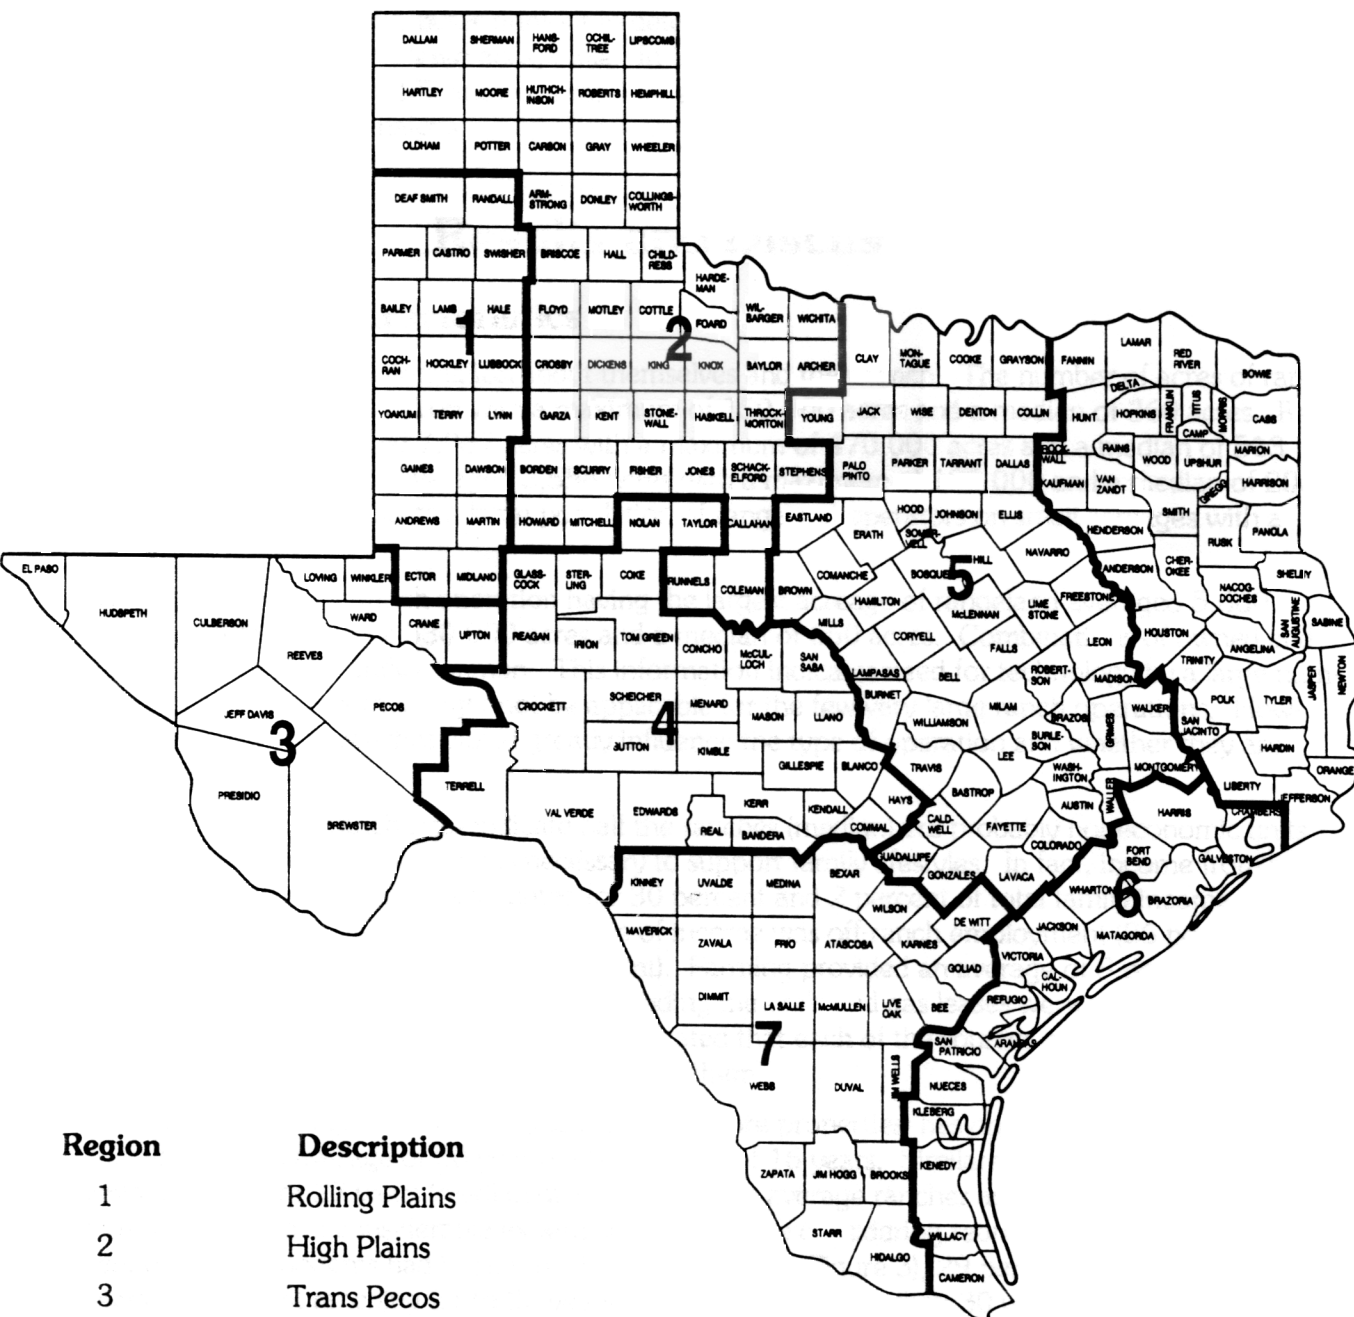 DALLAM SHERMAN HANS- OCHIL- LIPSCOMB
FORD TREE
HARTLEY MOORE HUTCH- ROBERTS HEMPHILL
INSON
OLDHAM POTTER CARSON GRAY WHEELER
DEAF SMITH RANDALL ARM- DONLEY COLLINGS-
STRONG WORTH
PARMER CASTRO SWISHER BRISCOE HALL CHILD-
RESS
HARDE-
MAN
BAILEY LAMB HALE FLOYD MOTLEY COTTLE FOARD WIL- WICHITA
BARGER
1 2
COCH- HOCKLEY LUBBOCK CROSBY DICKENS KING KNOX BAYLOR ARCHER CLAY MON- COOKE GRAYSON FANNIN LAMAR RED BOWIE
RAN TAGUE RIVER
YOAKUM TERRY LYNN GARZA KENT STONE- HASKELL THROCK- YOUNG JACK WISE DENTON COLLIN HUNT DELTA HOPKINS FRANKLIN TITUS MORRIS CASS
WALL MORTON CAMP
GAINES DAWSON BORDEN SCURRY FISHER JONES SCHACK- STEPHENS PALO PARKER TARRANT DALLAS ROCK- RAINS WOOD UPSHUR MARION
ELFORD PINTO WALL
KAUFMAN VAN GREGG HARRISON
ZANDT
ANDREWS MARTIN HOWARD MITCHELL NOLAN TAYLOR CALLAHAN EASTLAND HOOD JOHNSON ELLIS SMITH
ERATH SOMER- HENDERSON RUSK PANOLA
VELL
EL PASO LOVING WINKLER ECTOR MIDLAND GLASS- STER- COKE RUNNELS COLEMAN BROWN COMANCHE BOSQUE HILL NAVARRO ANDERSON CHER- SHELBY
COCK LING OKEE
5
HUDSPETH CULBERSON REEVES WARD CRANE UPTON REAGAN IRION TOM GREEN CONCHO McCUL- SAN MILLS HAMILTON McLENNAN LIME FREESTONE NACOG-
LOCH SABA STONE DOCHES
CORYELL FALLS LEON HOUSTON ANGELINA SAN SABINE
AUGUSTINE
LAMPASAS BELL ROBERT- MADISON TRINITY JASPER NEWTON
SON
JEFF DAVIS PECOS CROCKETT SCHEICHER MENARD MASON LLANO BURNET WILLIAMSON MILAM BRAZOS GRIMES WALKER SAN POLK TYLER
JACINTO
3 4
SUTTON KIMBLE BURLE- HARDIN
SON
PRESIDIO BREWSTER TERRELL GILLESPIE BLANCO TRAVIS LEE WASH- MONTGOMERY LIBERTY ORANGE
INGTON
VAL VERDE EDWARDS KERR KENDALL HAYS BASTROP AUSTIN WALLER HARRIS CHAMBERS JEFFERSON
REAL BANDERA COMMAL CALD- FAYETTE COLORADO
WELL
KINNEY UVALDE MEDINA BEXAR GUADALUPE GONZALES LAVACA FORT GALVESTON
BEND
WILSON WHARTON 6 BRAZORIA
MAVERICK ZAVALA FRIO ATASCOSA KARNES DE WITT JACKSON MATAGORDA
GOLIAD VICTORIA CAL-
HOUN
DIMMIT LA SALLE McMULLEN LIVE BEE REFUGIO
OAK
7 SAN ARANSAS
PATRICIO
WEBB DUVAL JIM WELLS NUECES
KLEBERG
ZAPATA JIM HOGG BROOKS KENEDY
STARR HIDALGO WILLACY
CAMERON
Region Description
1 Rolling Plains
2 High Plains
3 Trans Pecos